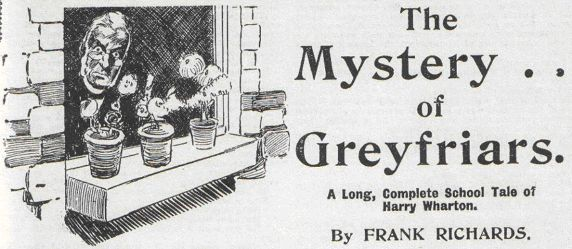 The
Mystery . .
of
Greyfriars.
A Long, Complete School Tale of
Harry Wharton.
By FRANK RICHARDS.